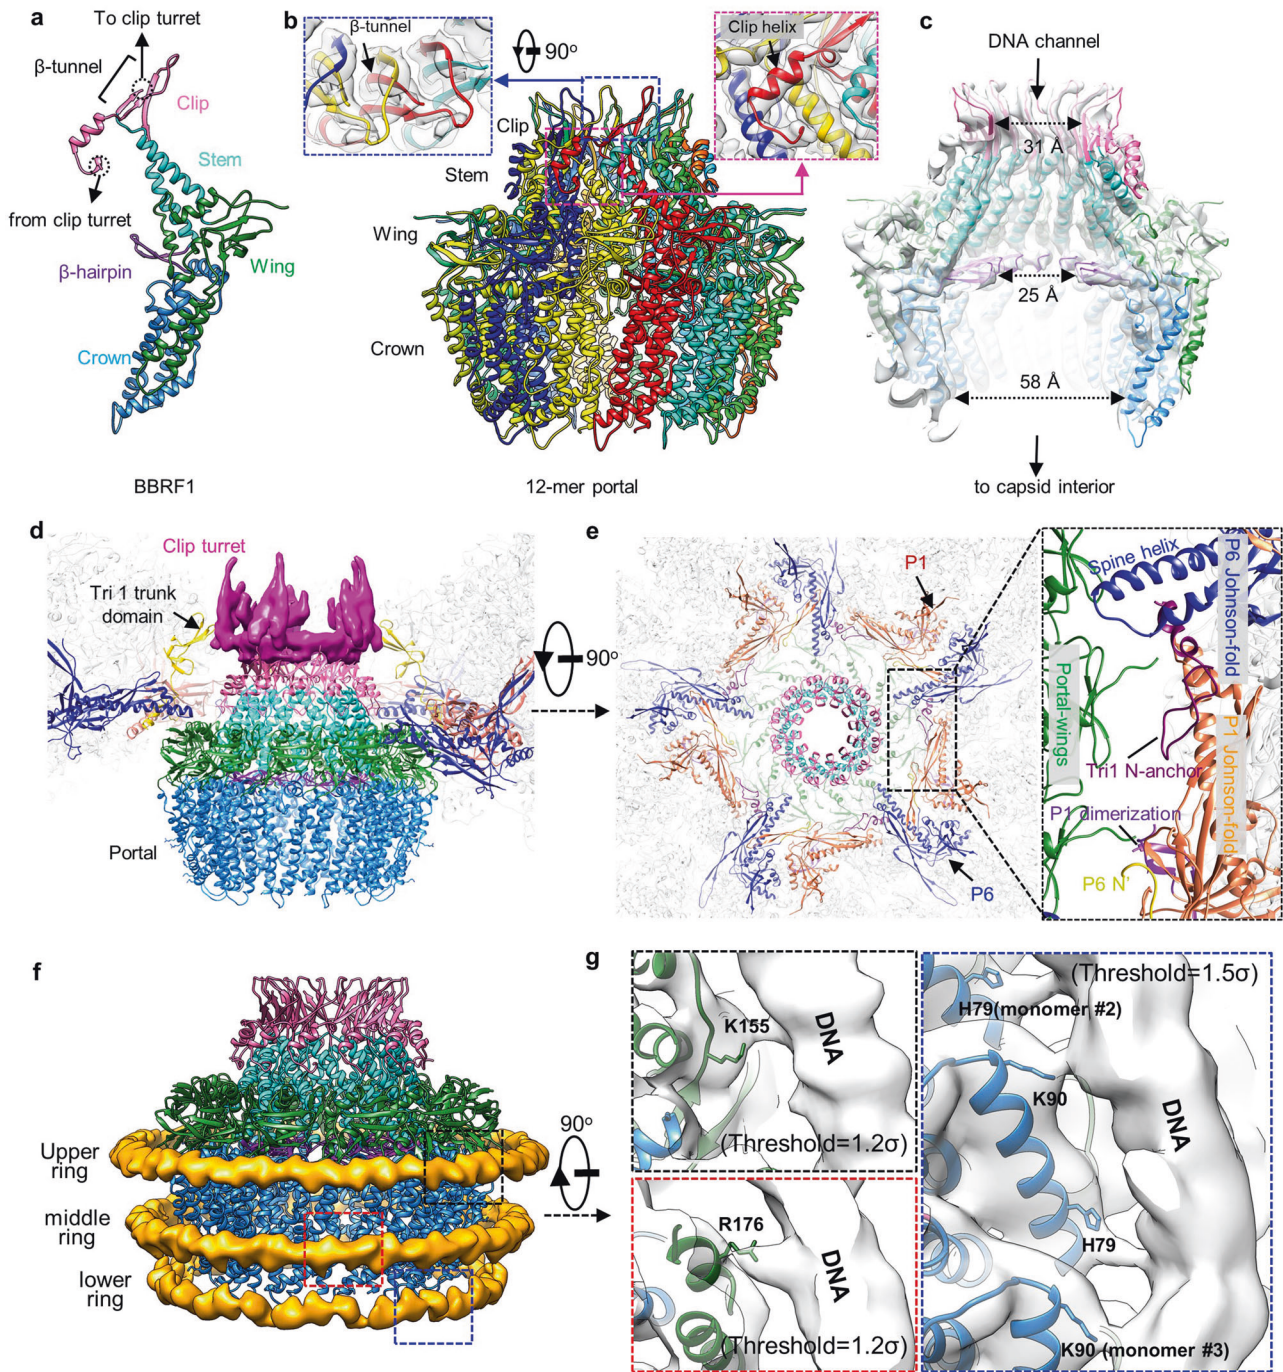 a
To clip turret
β-tunnel
Clip
Stem
from clip turret
β-hairpin
Wing
Crown
BBRF1
b
β-tunnel
90°
Clip helix
Clip
Stem
Wing
Crown
12-mer portal
c
DNA channel
31 Å
25 Å
58 Å
to capsid interior
d
Clip turret
Tri 1 trunk
domain
Portal
90°
e
P1
P6
Spine helix
P6 Johnson-fold
Portal-wings
Tri1 N-anchor
P1 Johnson-fold
P1 dimerization
P6 N'
f
Upper
ring
middle
ring
lower
ring
90°
g
K155
DNA
(Threshold=1.2σ)
R176
DNA
(Threshold=1.2σ)
(Threshold=1.5σ)
H79(monomer #2)
K90
DNA
H79
K90 (monomer #3)